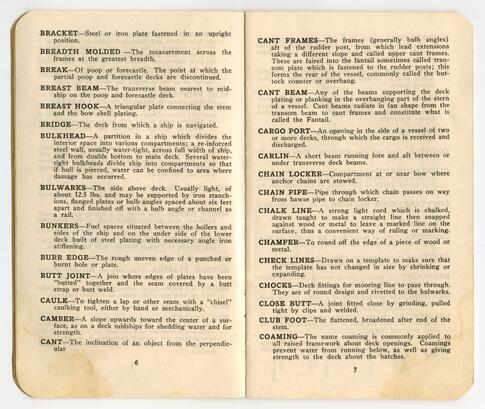 BRACKET—Steel or iron plate fastened in an upright
position.
BREADTH MOLDED—The measurement across the
frames at the greatest breadth.
BREAK—Of poop or forecastle. The point at which the
partial poop and forecastle decks are discontinued.
BREAST BEAM—The transverse beam nearest to mid-
ship on the poop and forecastle deck.
BREAST HOOK—A triangular plate connecting the stem
and the bow shell plating.
BRIDGE—The deck from which a ship is navigated.
BULKHEAD—A partition in a ship which divides the
interior space into various compartments; a re-inforced
steel wall, usually water-tight, across full width of ship,
and from double bottom to main deck. Several water-
tight bulkheads divide ship into compartments so that
if hull is pierced, water can be confined to area where
damage has occurred.
BULWARKS—The side above deck. Usually light, of
about 12.5 lbs. and may be supported by iron stanch-
ions, flanged plates or bulb angles spaced about six feet
apart and finished off with a bulb angle or channel as
a rail.
BUNKERS—Fuel spaces situated between the boilers and
sides of the ship and on the under side of the lower
deck built of steel plating with necessary angle iron
stiffening.
BURR EDGE—The rough uneven edge of a punched or
burnt hole or plate.
BUTT JOINT—A join where edges of plates have been
"butted" together and the seam covered by a butt
strap or butt weld.
CAULK—To tighten a lap or other seams with a "chisel"
caulking tool, either by hand or mechanically.
CAMBER—A slope upwards toward the center of a sur-
face, as on a deck midships for shedding water and for
strength.
CANT—The inclination of an object from the perpendic-
ular
6
CANT FRAMES—The frames (generally bulb angles)
aft of the rudder post, from which lead extensions
taking a different slope and called upper cant frames.
These are faired into the fantail sometimes called tran-
som plate which is fastened to the rudder posts; this
forms the rear of the vessel, commonly called the but-
tock counter or overhang.
CANT BEAM—Any of the beams supporting the deck
plating or planking in the overhanging part of the stern
of a vessel. Cant beams radiate in fan shape from the
transom beam to cant frames and constitute what is
called the Fantail.
CARGO PORT—An opening in the side of a vessel of two
or more decks, through which the cargo is received and
discharged.
CARLIN—A short beam running fore and aft between or
under transverse deck beams.
CHAIN LOCKER—Compartment at or near bow where
anchor chains are stowed.
CHAIN PIPE—Pipe through which chain passes on way
from hawse pipe to chain locker.
CHALK LINE—A strong light cord which is chalked,
drawn taught to make a straight line then snapped
against wood or metal to leave a marked line on the
surface, thus a convenient way of ruling or marking.
CHAMFER—To round off the edge of a piece of wood or
metal.
CHECK LINES—Drawn on a template to make sure that
the template has not changed in size by shrinking or
expanding.
CHOCKS—Deck fittings for mooring line to pass through.
They are of round design and riveted to the bulwarks.
CLOSE BUTT—A joint fitted close by grinding, pulled
tight by clips and welded.
CLUB FOOT—The flattened, broadened after end of the
stem.
COAMING—The name coaming is commonly applied to
all raised framework about deck openings. Coamings
prevent water from running below, as well as giving
strength to the deck about the hatches.
7